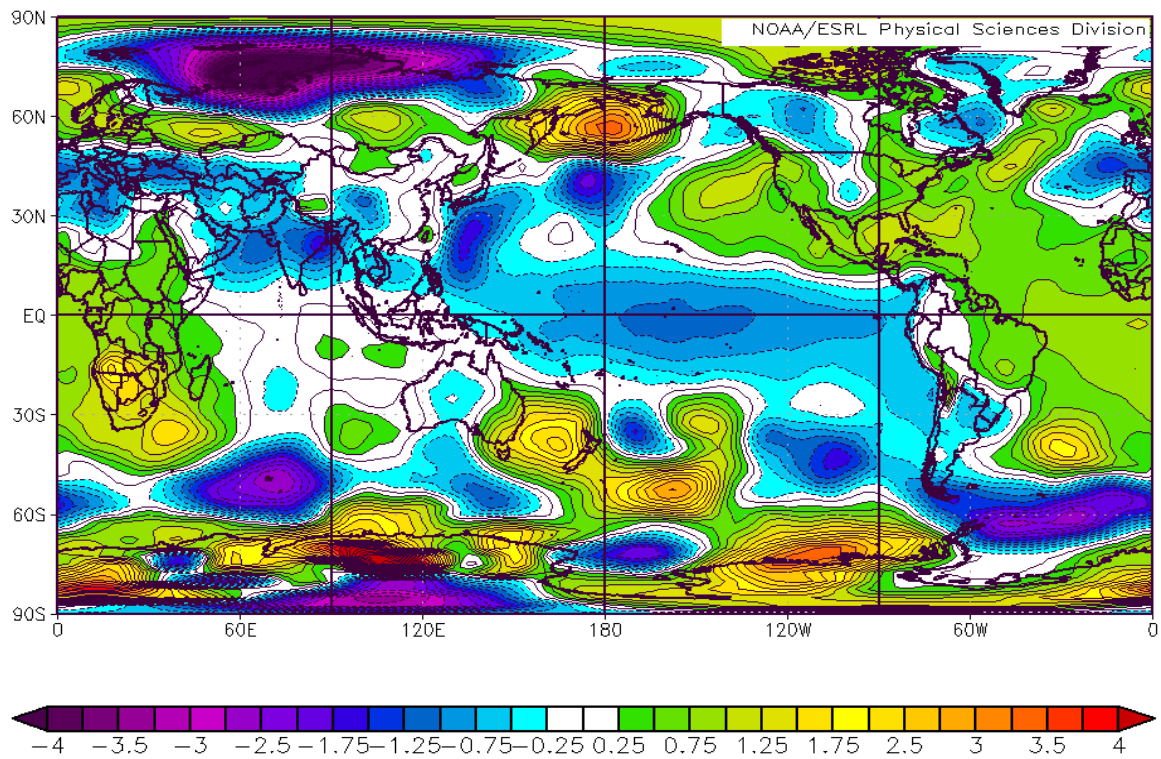 90N
NOAA/ESRL Physical Sciences Division
60N
30N
EQ
30S
60S
90S
0 60E 120E 180 120W 60W 0
−4 −3.5 −3 −2.5 −1.75 −1.25 −0.75 −0.25 0.25 0.75 1.25 1.75 2.5 3 3.5 4